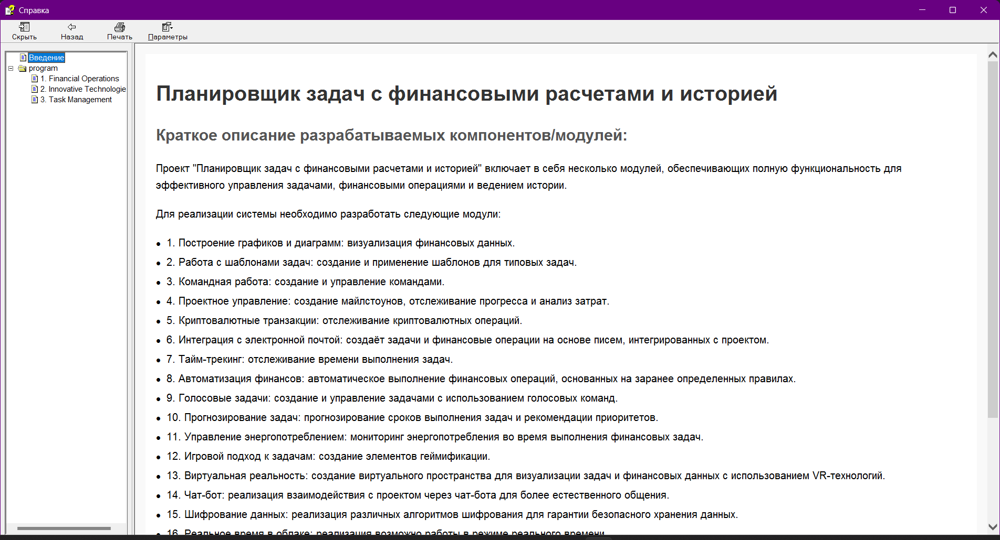 Справка
Скрыть
Назад
Печать
Параметры
Введение
program
1. Financial Operations
2. Innovative Technologie
3. Task Management
Планировщик задач с финансовыми расчетами и историей
Краткое описание разрабатываемых компонентов/модулей:
Проект "Планировщик задач с финансовыми расчетами и историей" включает в себя несколько модулей, обеспечивающих полную функциональность для
эффективного управления задачами, финансовыми операциями и ведением истории.
Для реализации системы необходимо разработать следующие модули:
• 1. Построение графиков и диаграмм: визуализация финансовых данных.
• 2. Работа с шаблонами задач: создание и применение шаблонов для типовых задач.
• 3. Командная работа: создание и управление командами.
• 4. Проектное управление: создание майлстоунов, отслеживание прогресса и анализ затрат.
• 5. Криптовалютные транзакции: отслеживание криптовалютных операций.
• 6. Интеграция с электронной почтой: создаёт задачи и финансовые операции на основе писем, интегрированных с проектом.
• 7. Тайм-трекинг: отслеживание времени выполнения задач.
• 8. Автоматизация финансов: автоматическое выполнение финансовых операций, основанных на заранее определенных правилах.
• 9. Голосовые задачи: создание и управление задачами с использованием голосовых команд.
• 10. Прогнозирование задач: прогнозирование сроков выполнения задач и рекомендации приоритетов.
• 11. Управление энергопотреблением: мониторинг энергопотребления во время выполнения финансовых задач.
• 12. Игровой подход к задачам: создание элементов геймификации.
• 13. Виртуальная реальность: создание виртуального пространства для визуализации задач и финансовых данных с использованием VR-технологий.
• 14. Чат-бот: реализация взаимодействия с проектом через чат-бота для более естественного общения.
• 15. Шифрование данных: реализация различных алгоритмов шифрования для гарантии безопасного хранения данных.
• 16. Реальное время в облаке: реализация возможно работы в режиме реального времени.